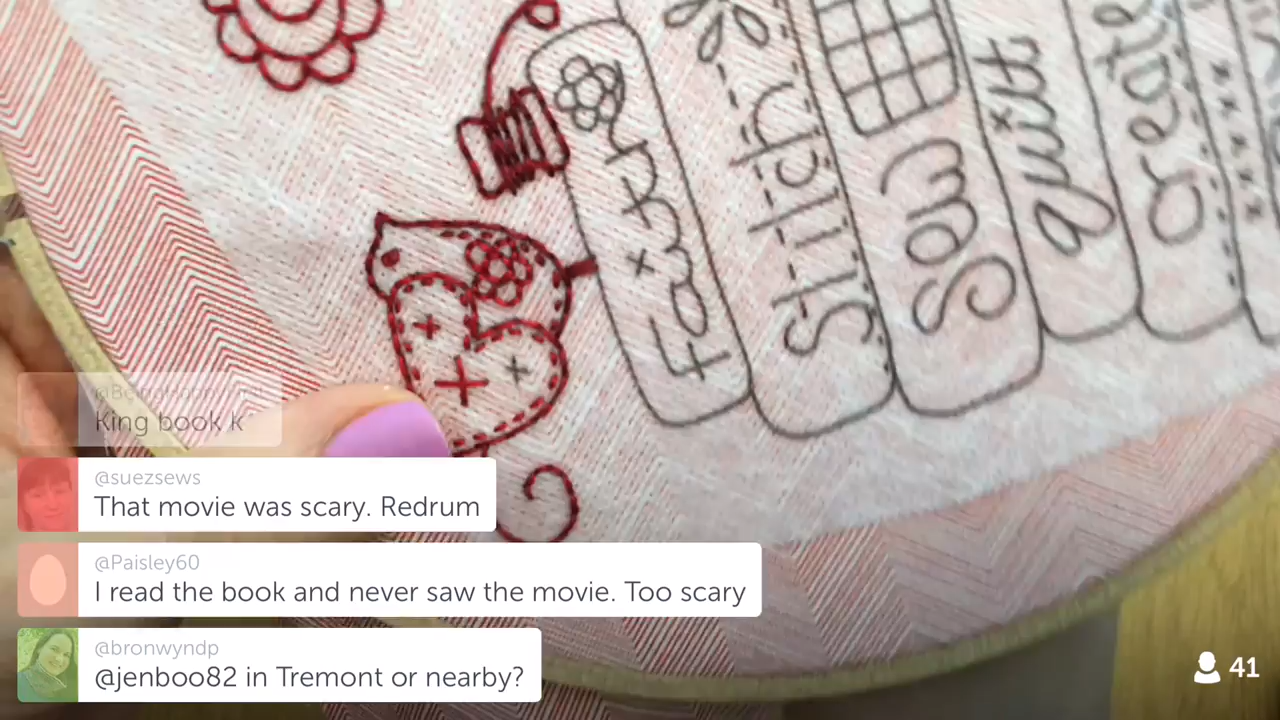 Faith
Stitch
Sew
Quilt
create
King book k
@suezsews
That movie was scary. Redrum
@Paisley60
I read the book and never saw the movie. Too scary
@bronwyndp
@jenboo82 in Tremont or nearby?
41